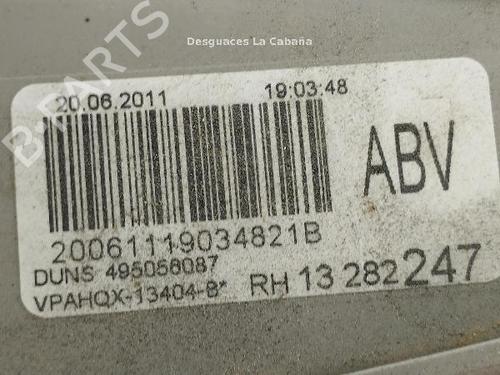 Desguaces La Cabaña
B-PARTS
20.06.2011 19:03:48
ABV
20061119034821B
DUNS 495058087
VPAHQX-13404-B*
RH 13 282 247